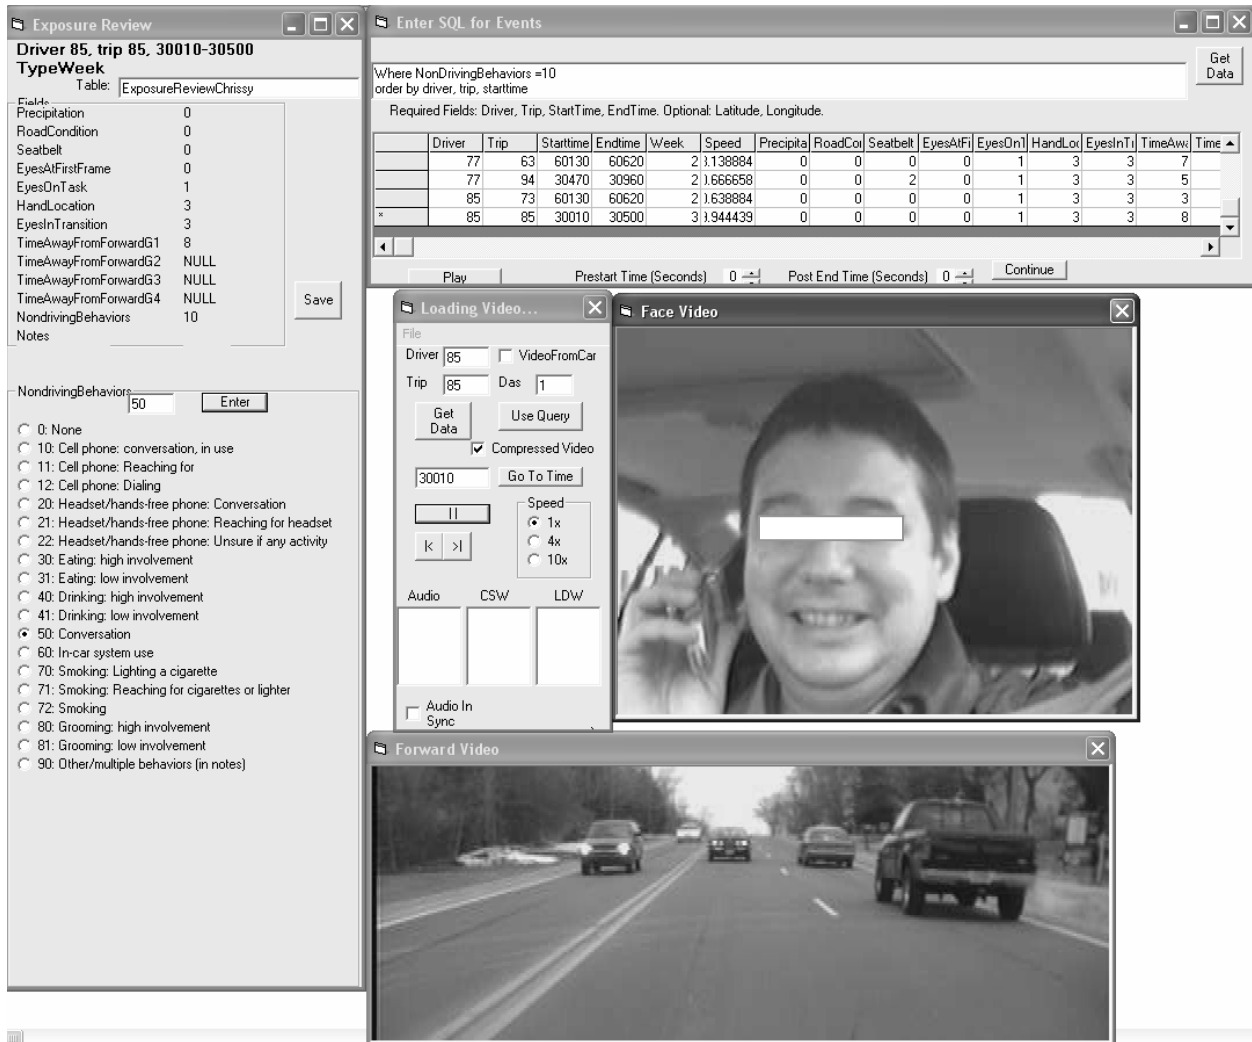 Exposure Review
Driver 85, trip 85, 30010-30500
TypeWeek
Table: ExposureReviewChrissy
Fields
Precipitation 0
RoadCondition 0
Seatbelt 0
EyesAtFirstFrame 0
EyesOnTask 1
HandLocation 3
EyesInTransition 3
TimeAwayFromForwardG1 8
TimeAwayFromForwardG2 NULL
TimeAwayFromForwardG3 NULL
TimeAwayFromForwardG4 NULL
NondrivingBehaviors 10
Notes
Save
NondrivingBehaviors
50 Enter
0: None
10: Cell phone: conversation, in use
11: Cell phone: Reaching for
12: Cell phone: Dialing
20: Headset/hands-free phone: Conversation
21: Headset/hands-free phone: Reaching for headset
22: Headset/hands-free phone: Unsure if any activity
30: Eating: high involvement
31: Eating: low involvement
40: Drinking: high involvement
41: Drinking: low involvement
50: Conversation
60: In-car system use
70: Smoking: Lighting a cigarette
71: Smoking: Reaching for cigarettes or lighter
72: Smoking
80: Grooming: high involvement
81: Grooming: low involvement
90: Other/multiple behaviors (in notes)
Enter SQL for Events
Get
Data
Where NonDrivingBehaviors =10
order by driver, trip, starttime
Required Fields: Driver, Trip, StartTime, EndTime. Optional: Latitude, Longitude.
Driver Trip Starttime Endtime Week Speed Precipita RoadCoı Seatbelt EyesAtFi EyesOnT HandLoc EyesInTı TimeAwa Time
77 63 60130 60620 2 ).138884 0 0 0 0 1 3 3 7
77 94 30470 30960 2 ).666658 0 0 2 0 1 3 3 5
85 73 60130 60620 2 ).638884 0 0 0 0 1 3 3 3
* 85 85 30010 30500 3 ).944439 0 0 0 0 1 3 3 8
Play Prestart Time (Seconds) 0 Post End Time (Seconds) 0 Continue
Loading Video...
File
Driver 85 VideoFromCar
Trip 85 Das 1
Get
Data
Use Query
Compressed Video
30010 Go To Time
Speed
1x
4x
10x
Audio CSW LDW
Audio In
Sync
Face Video
Forward Video